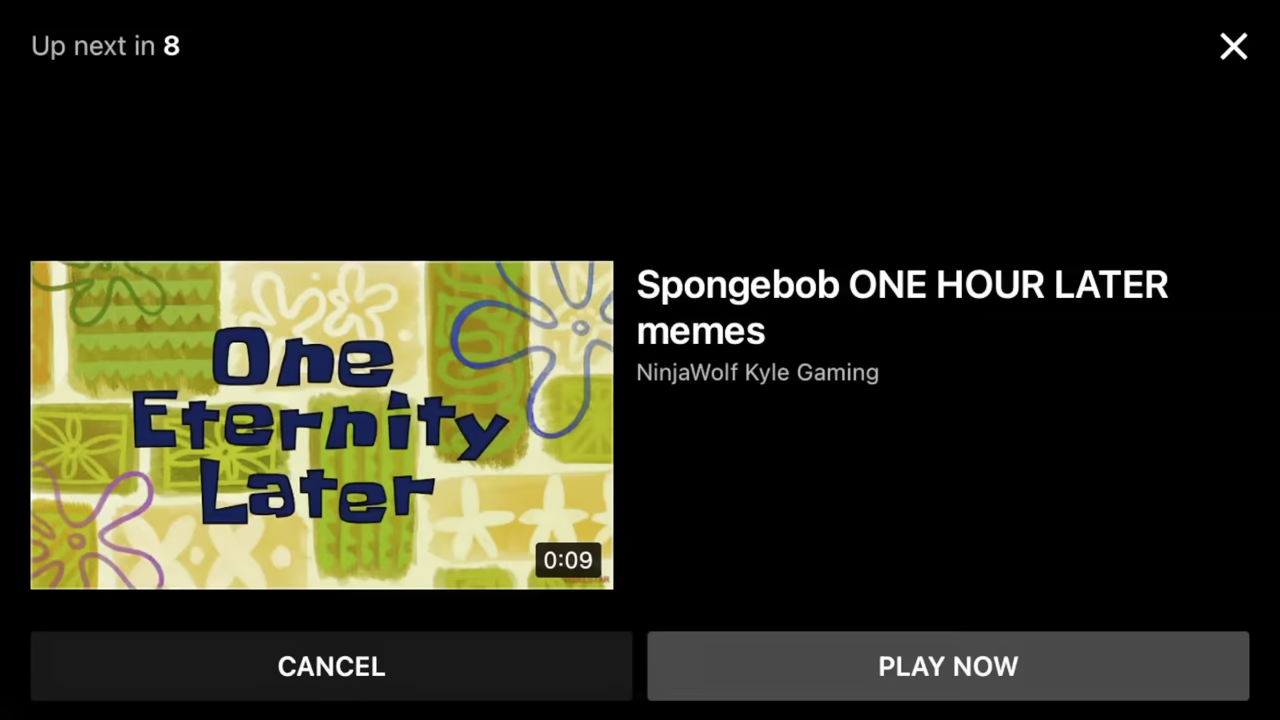 Up next in 8
One
Eternity
Later
0:09
Spongebob ONE HOUR LATER
memes
NinjaWolf Kyle Gaming
CANCEL
PLAY NOW